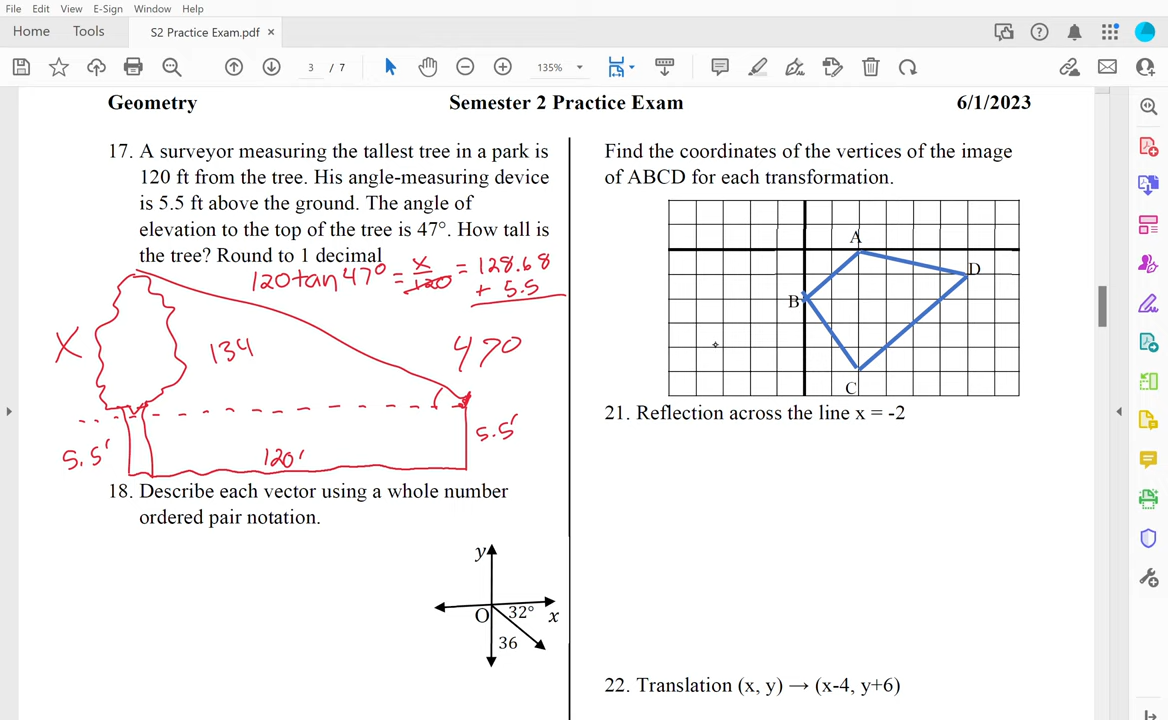 File Edit View E-Sign Window Help
Home Tools S2 Practice Exam.pdf ×
3 / 7 135%
Geometry Semester 2 Practice Exam 6/1/2023
17. A surveyor measuring the tallest tree in a park is
120 ft from the tree. His angle-measuring device
is 5.5 ft above the ground. The angle of
elevation to the top of the tree is 47°. How tall is
the tree? Round to 1 decimal
120tan47° = x/120 = 128.68
+ 5.5
X 134 470
5.5'
5.5' 120'
18. Describe each vector using a whole number
ordered pair notation.
y
O 32° x
36
Find the coordinates of the vertices of the image
of ABCD for each transformation.
A
D
B
C
21. Reflection across the line x = -2
22. Translation (x, y) → (x-4, y+6)